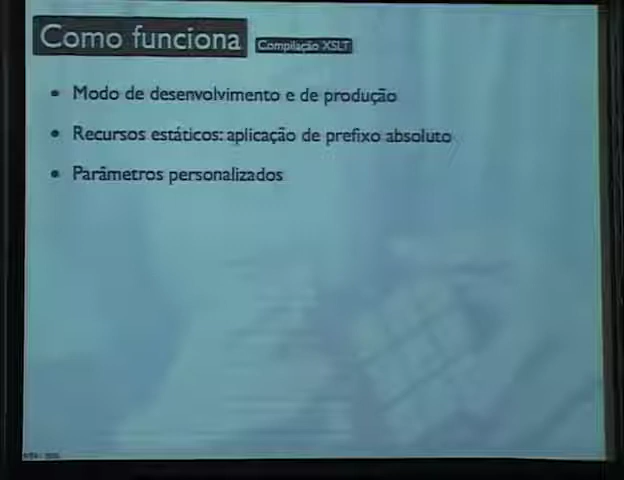 Como funciona
Compilação XSLT
• Modo de desenvolvimento e de produção
• Recursos estáticos: aplicação de prefixo absoluto
• Parâmetros personalizados